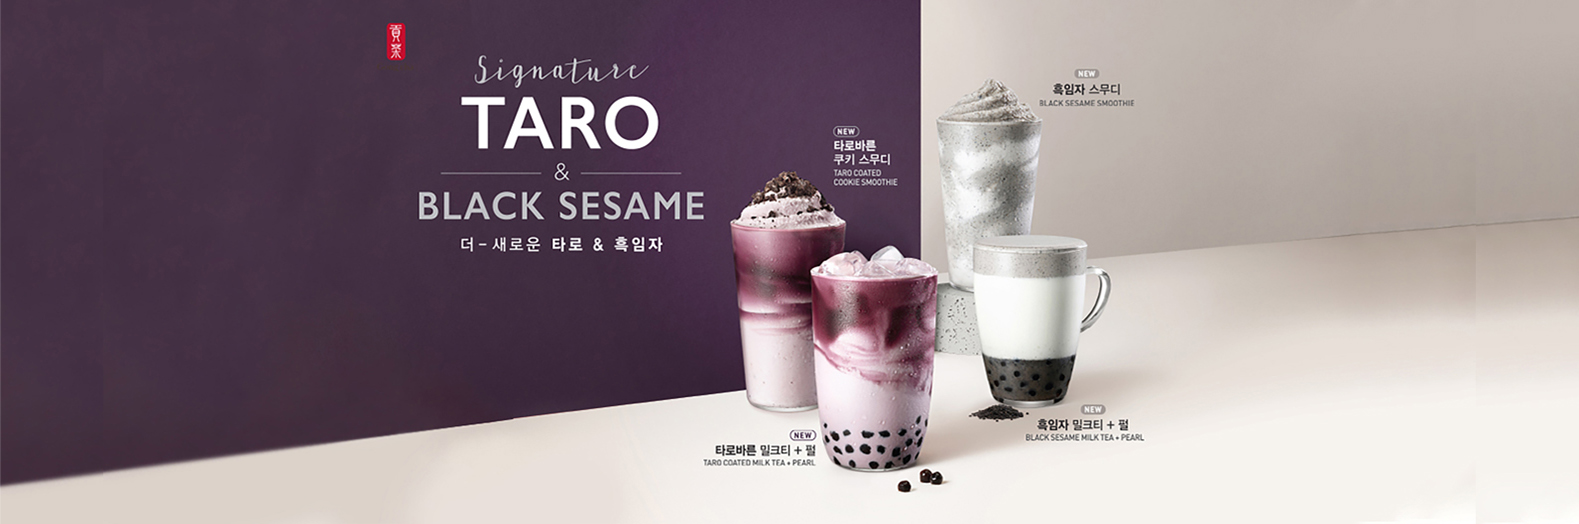 貢茶
Signature
TARO
&
BLACK SESAME
더-새로운 타로 & 흑임자
NEW
타로바른
쿠키 스무디
TARO COATED
COOKIE SMOOTHIE
NEW
흑임자 스무디
BLACK SESAME SMOOTHIE
NEW
타로바른 밀크티 + 펄
TARO COATED MILK TEA + PEARL
NEW
흑임자 밀크티 + 펄
BLACK SESAME MILK TEA + PEARL